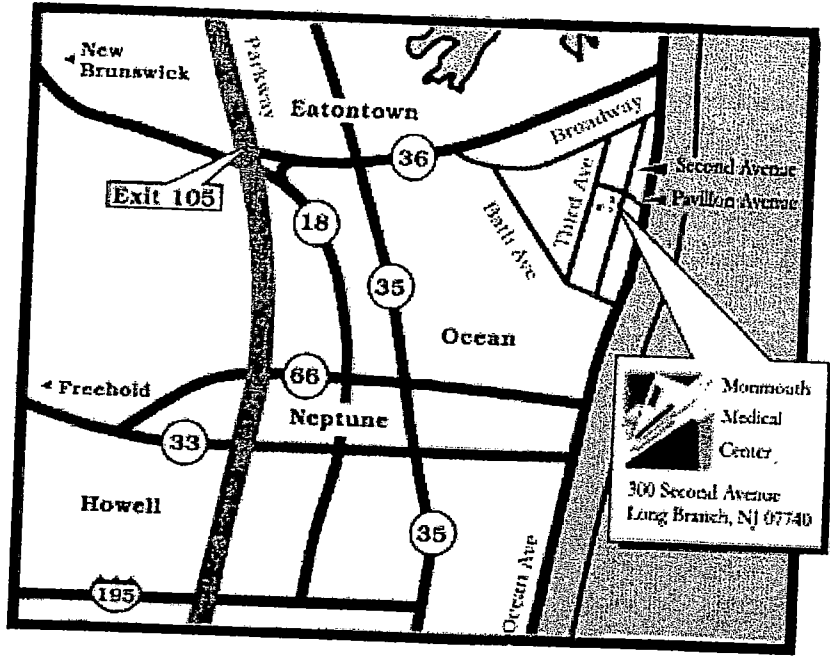 New
Brunswick
Parkway
Eatontown
Broadway
36
Second Avenue
Exit 105
Third Ave
Pavilion Avenue
18
Bath Ave
35
Ocean
66
Freehold
Neptune
33
Monmouth
Medical
Center
300 Second Avenue
Long Branch, NJ 07740
Howell
35
Ocean Ave
195